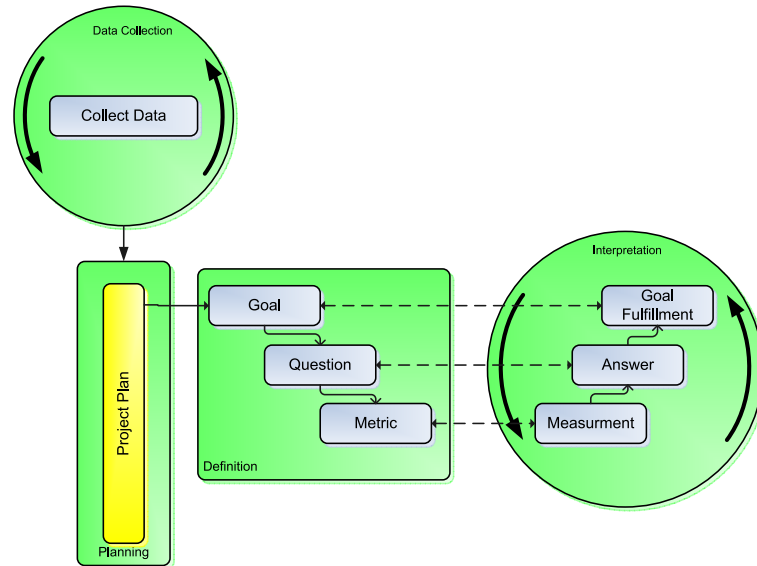 Data Collection
Collect Data
Project Plan
Planning
Goal
Question
Metric
Definition
Interpretation
Goal
Fulfillment
Answer
Measurment